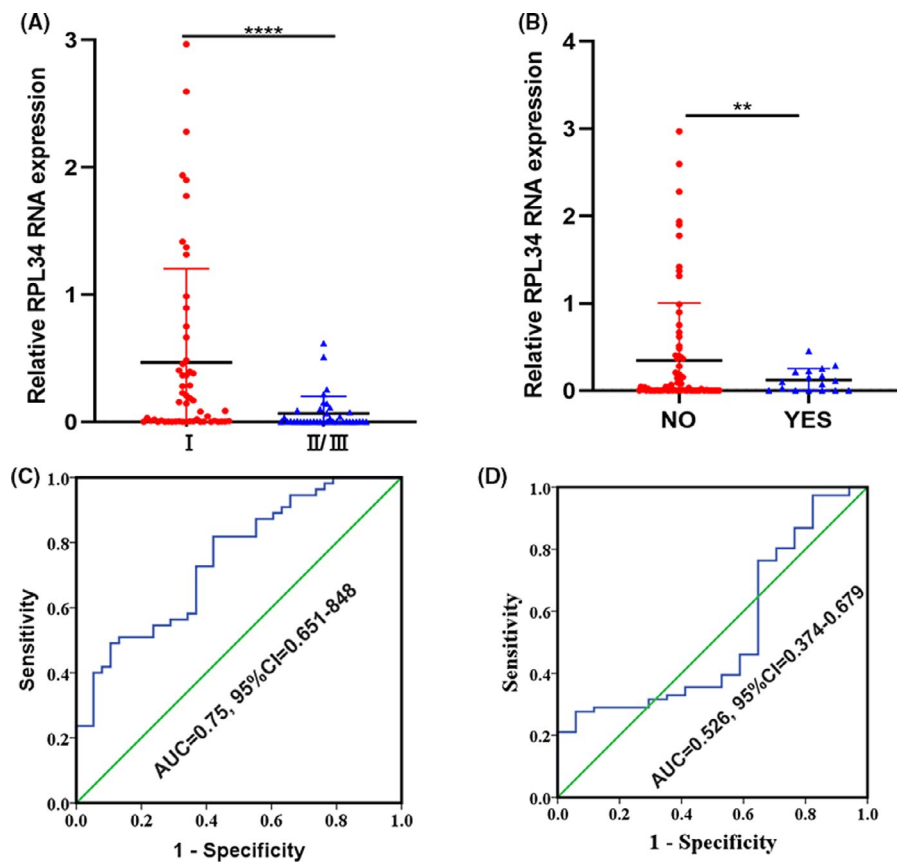 (A)
****
3
2
1
0
Relative RPL34 RNA expression
I
II/III
(B)
**
4
3
2
1
0
Relative RPL34 RNA expression
NO
YES
(C)
1.0
0.8
0.6
0.4
0.2
0.0
Sensitivity
AUC=0.75, 95%CI=0.651-848
0.0 0.2 0.4 0.6 0.8 1.0
1 - Specificity
(D)
1.0
0.8
0.6
0.4
0.2
0.0
Sensitivity
AUC=0.526, 95%CI=0.374-0.679
0.0 0.2 0.4 0.6 0.8 1.0
1 - Specificity